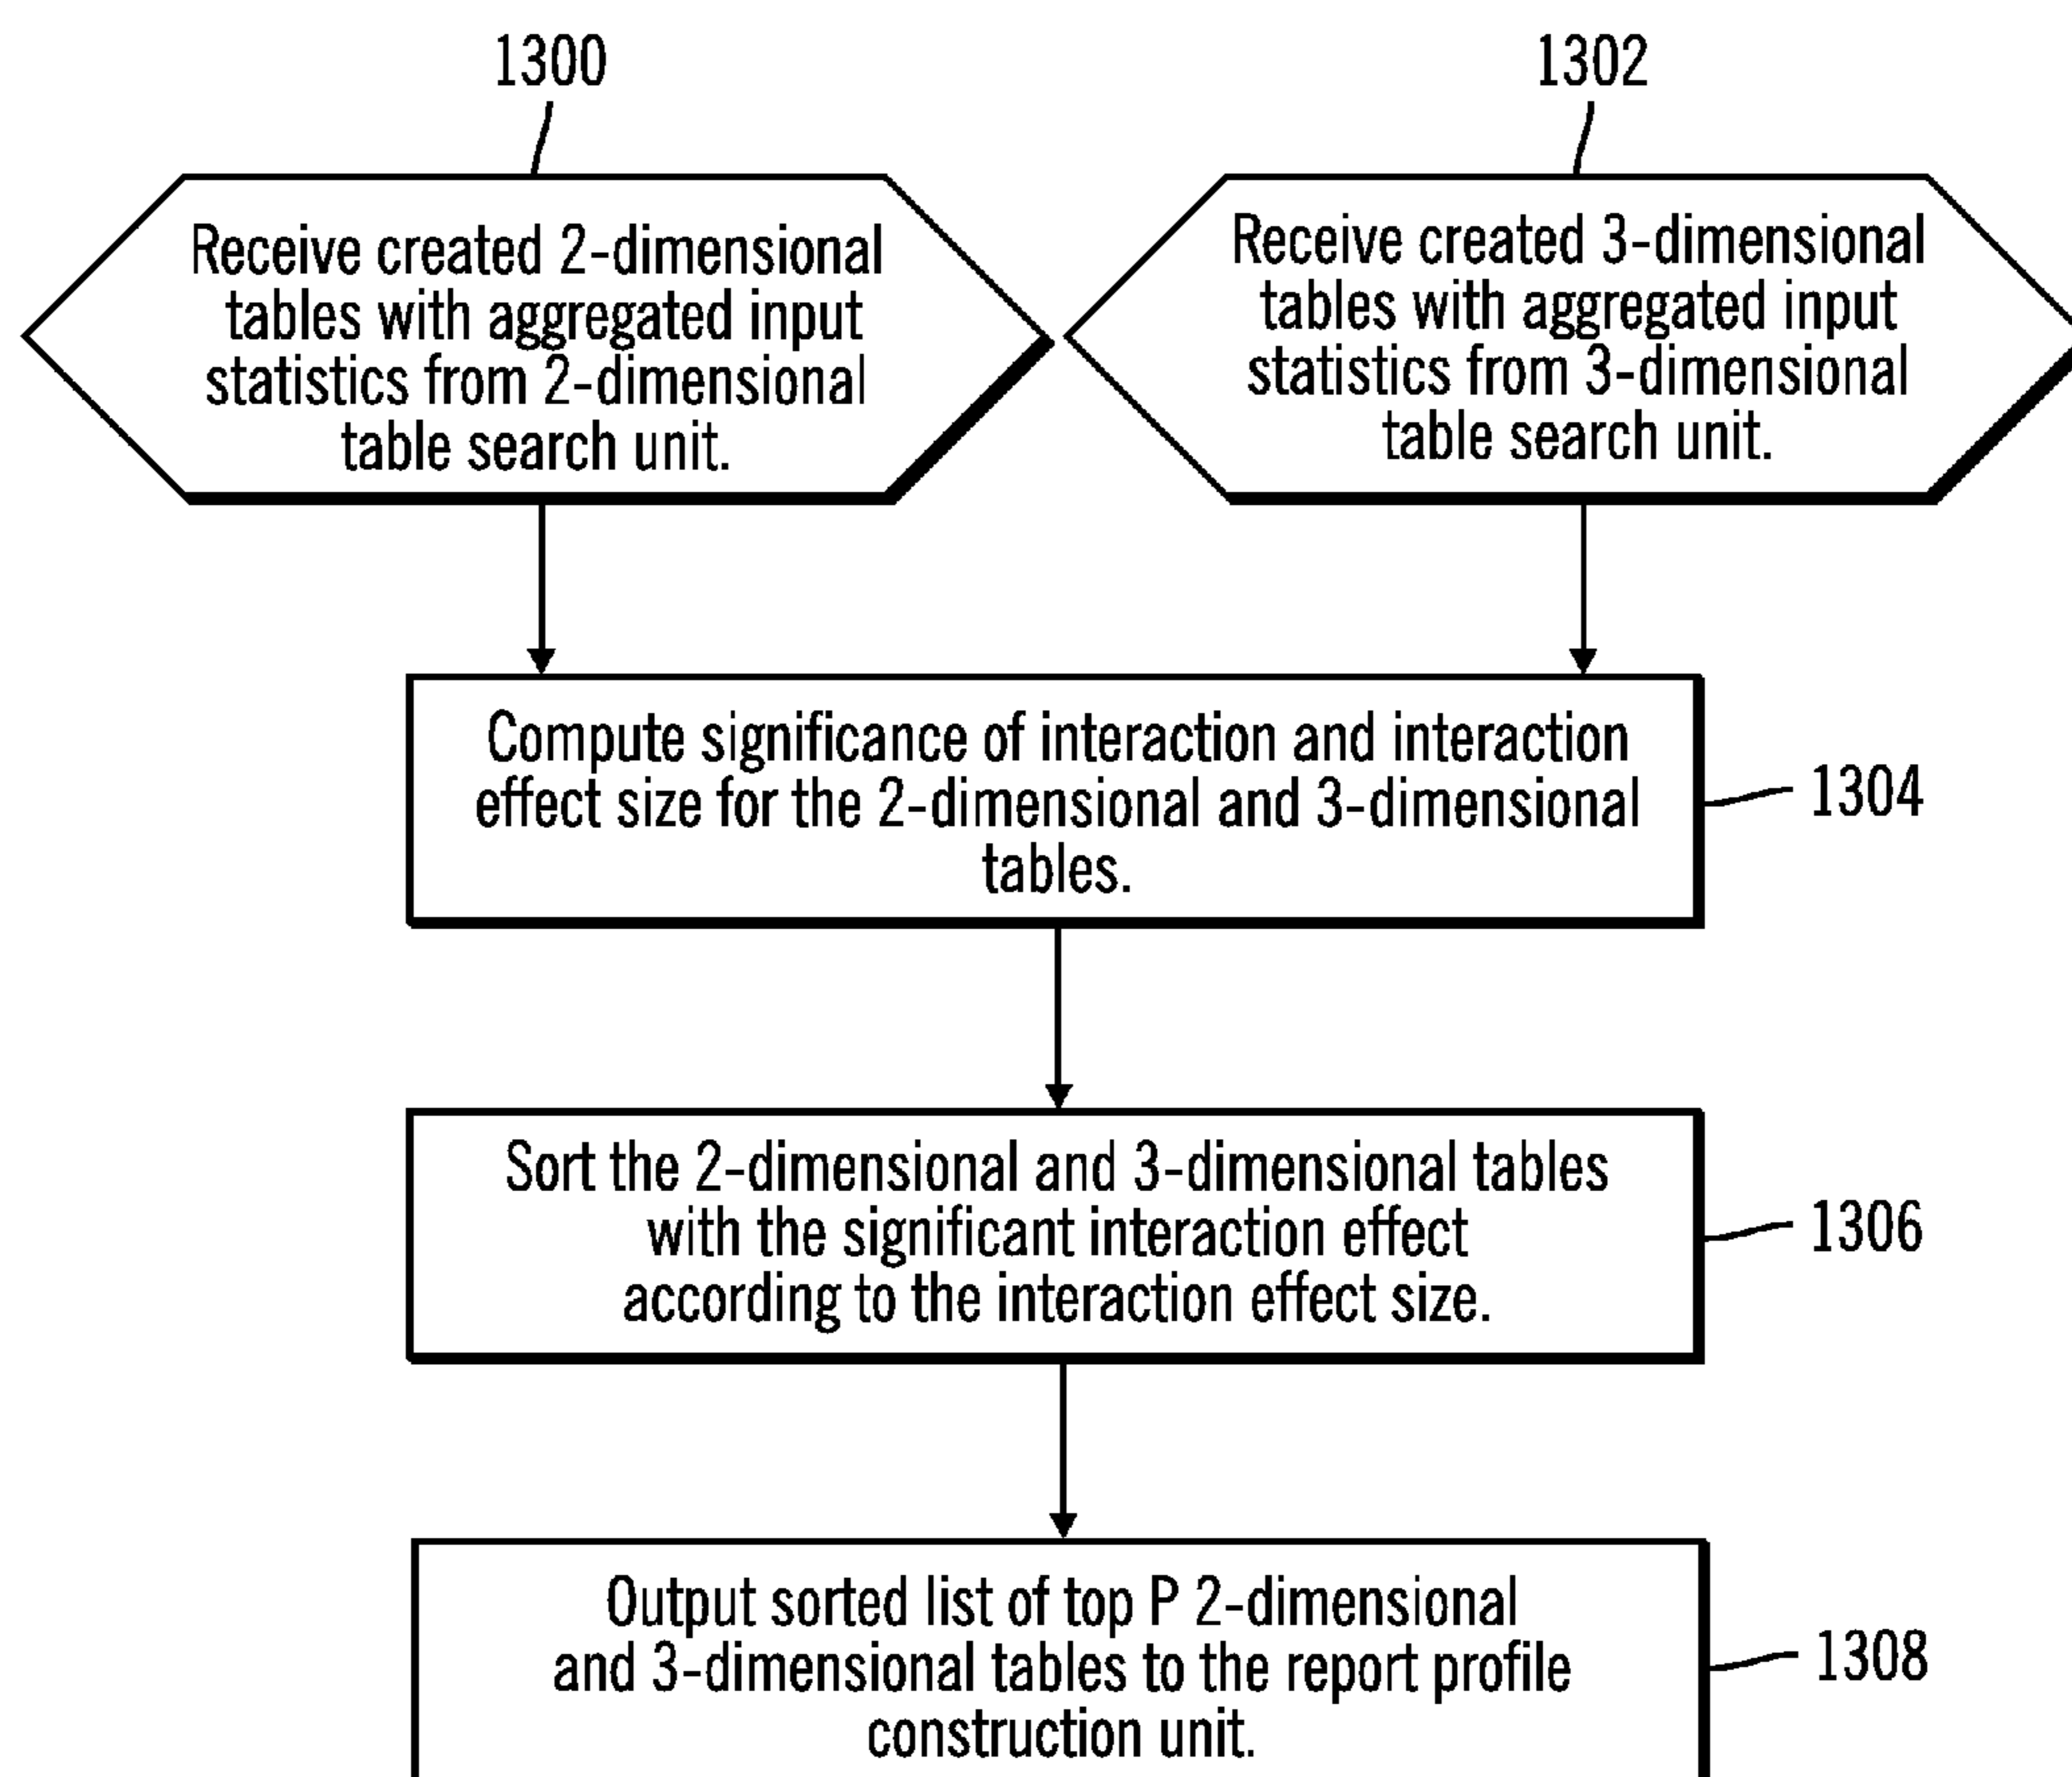 1300
Receive created 2-dimensional
tables with aggregated input
statistics from 2-dimensional
table search unit.
1302
Receive created 3-dimensional
tables with aggregated input
statistics from 3-dimensional
table search unit.
Compute significance of interaction and interaction
effect size for the 2-dimensional and 3-dimensional
tables.
1304
Sort the 2-dimensional and 3-dimensional tables
with the significant interaction effect
according to the interaction effect size.
1306
Output sorted list of top P 2-dimensional
and 3-dimensional tables to the report profile
construction unit.
1308